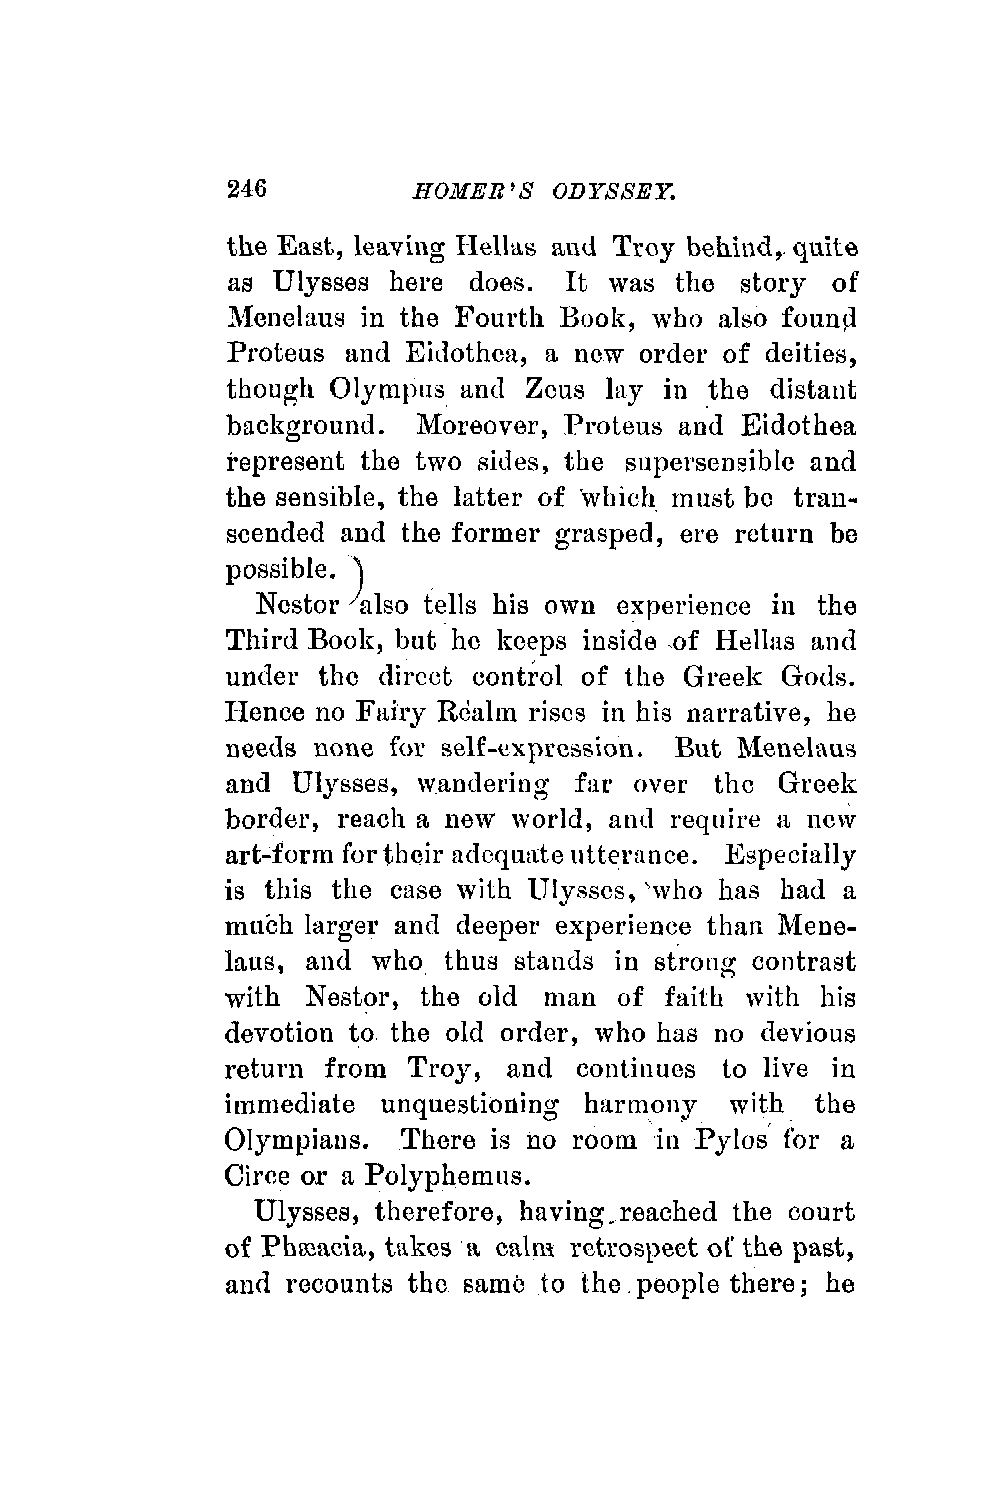 246 HOMER'S ODYSSEY.
the East, leaving Hellas and Troy behind, quite
as Ulysses here does. It was the story of
Menelaus in the Fourth Book, who also found
Proteus and Eidothea, a new order of deities,
though Olympus and Zeus lay in the distant
background. Moreover, Proteus and Eidothea
represent the two sides, the supersensible and
the sensible, the latter of which must be tran-
scended and the former grasped, ere return be
possible. )
Nestor also tells his own experience in the
Third Book, but he keeps inside of Hellas and
under the direct control of the Greek Gods.
Hence no Fairy Realm rises in his narrative, he
needs none for self-expression. But Menelaus
and Ulysses, wandering far over the Greek
border, reach a new world, and require a new
art-form for their adequate utterance. Especially
is this the case with Ulysses, who has had a
much larger and deeper experience than Mene-
laus, and who thus stands in strong contrast
with Nestor, the old man of faith with his
devotion to the old order, who has no devious
return from Troy, and continues to live in
immediate unquestioning harmony with the
Olympians. There is no room in Pylos for a
Circe or a Polyphemus.
Ulysses, therefore, having reached the court
of Phæacia, takes a calm retrospect of the past,
and recounts the same to the people there; he